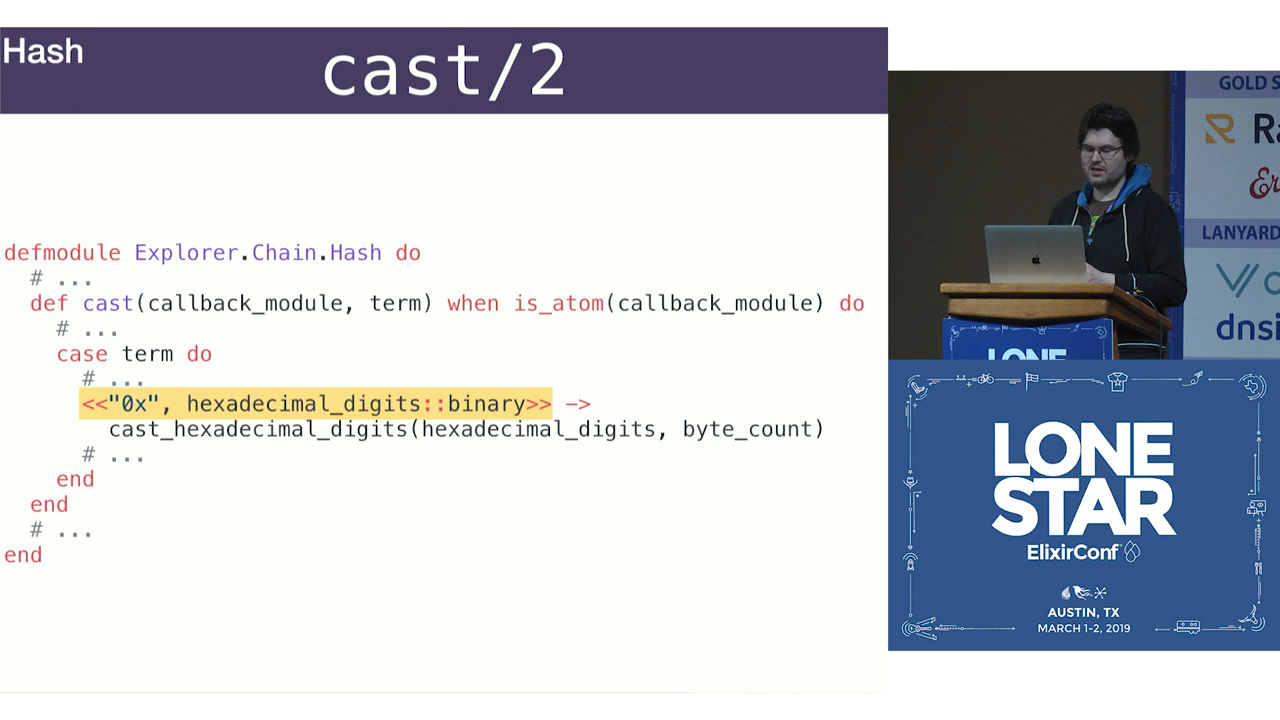 Hash
cast/2
defmodule Explorer.Chain.Hash do
# ...
def cast(callback_module, term) when is_atom(callback_module) do
# ...
case term do
# ...
<<"0x", hexadecimal_digits::binary>> ->
cast_hexadecimal_digits(hexadecimal_digits, byte_count)
# ...
end
end
# ...
end
GOLD S
LANYARD
dnsi
LONE
LONE
STAR
ElixirConf
AUSTIN, TX
MARCH 1-2, 2019